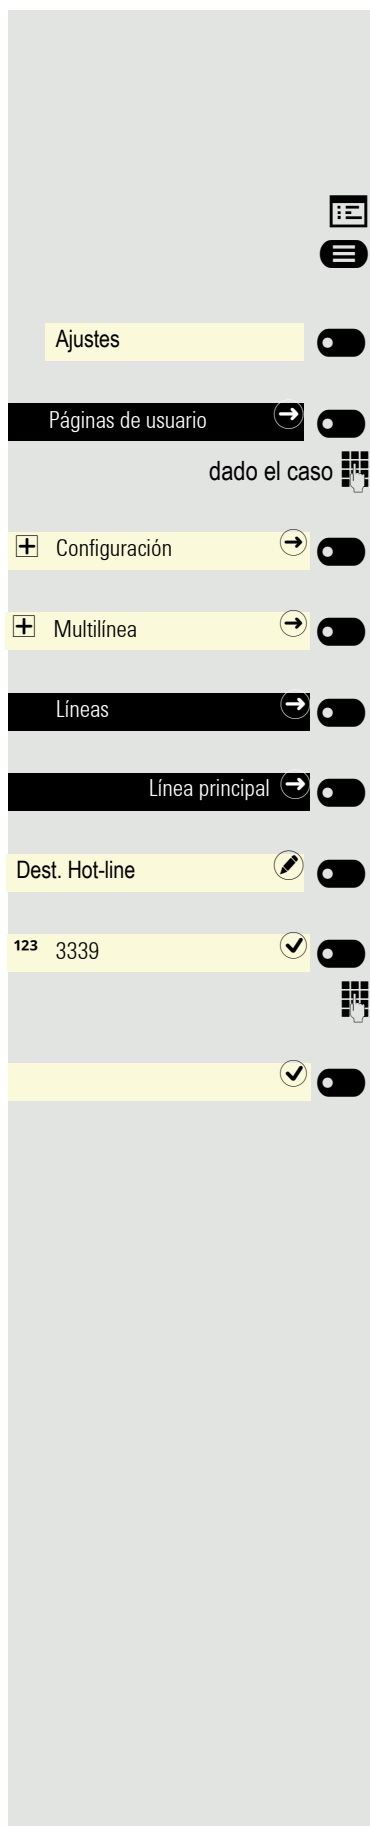 Ajustes
Páginas de usuario
dado el caso
Configuración
Multilínea
Líneas
Línea principal
Dest. Hot-line
123 3339